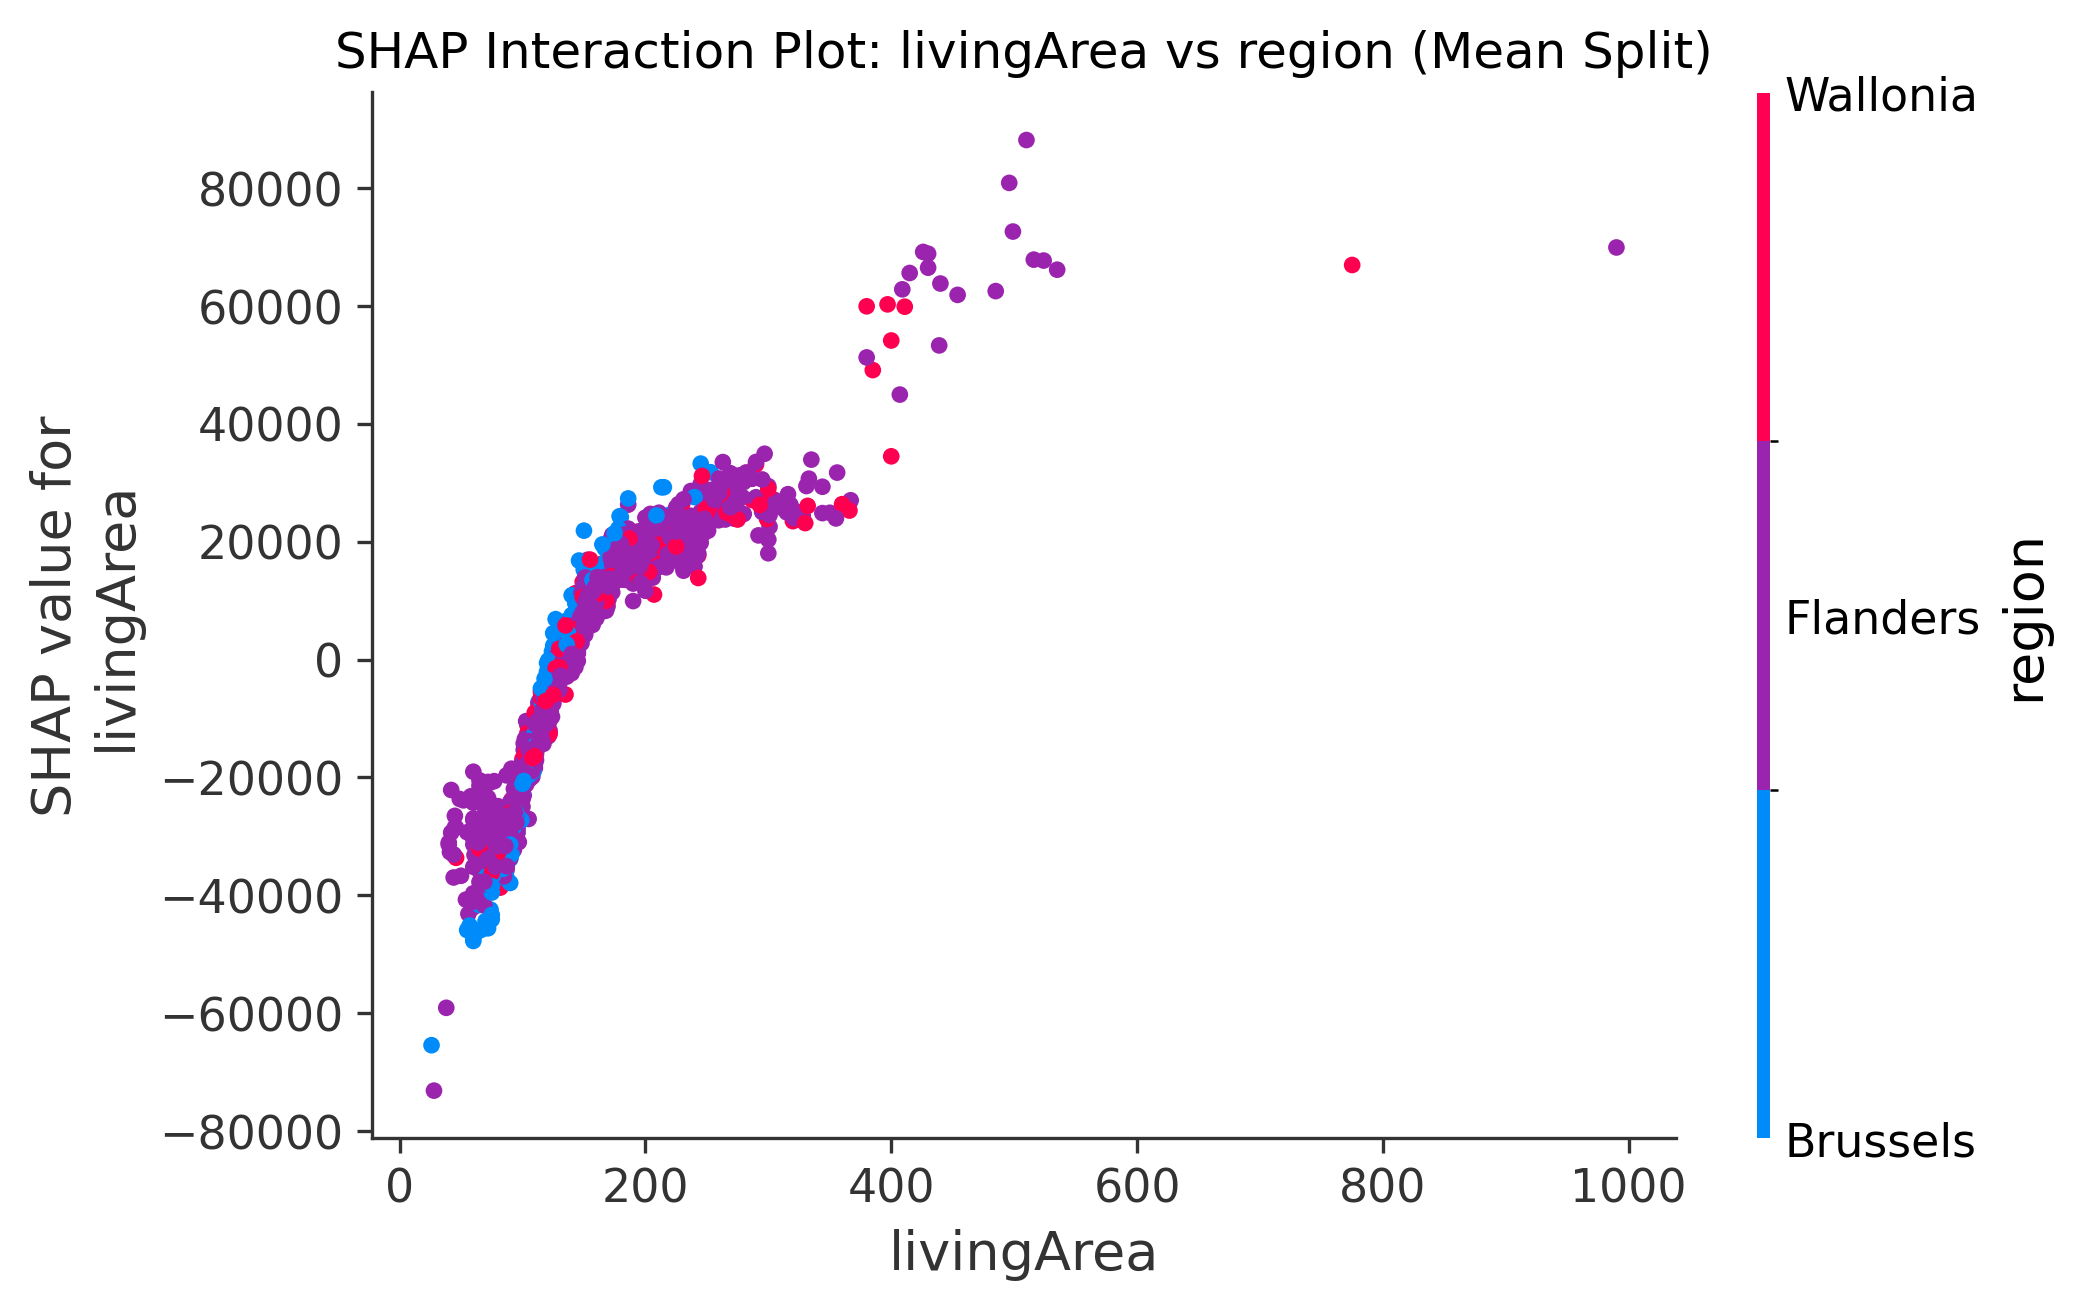 SHAP Interaction Plot: livingArea vs region (Mean Split)
SHAP value for
livingArea
80000
60000
40000
20000
0
−20000
−40000
−60000
−80000
0
200
400
600
800
1000
livingArea
Wallonia
Flanders
Brussels
region